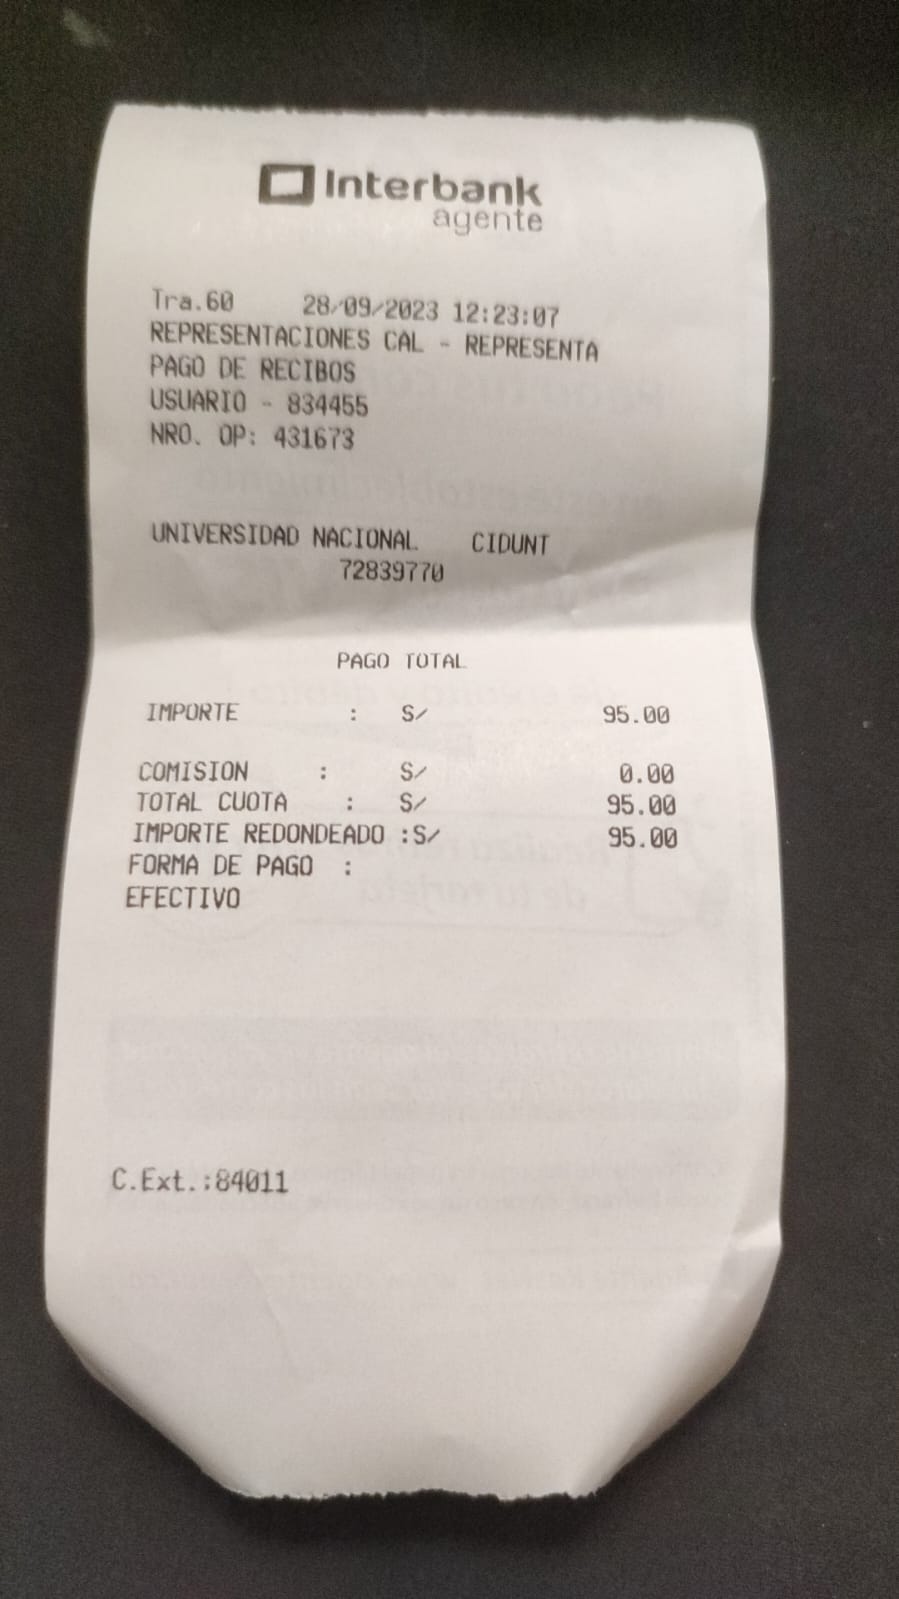 Interbank
agente
Tra.60 28/09/2023 12:23:07
REPRESENTACIONES CAL - REPRESENTA
PAGO DE RECIBOS
USUARIO - 834455
NRO. OP: 431673
UNIVERSIDAD NACIONAL CIDUNT
72839770
PAGO TOTAL
IMPORTE : S/ 95.00
COMISION : S/ 0.00
TOTAL CUOTA : S/ 95.00
IMPORTE REDONDEADO :S/ 95.00
FORMA DE PAGO :
EFECTIVO
C.Ext.:84011